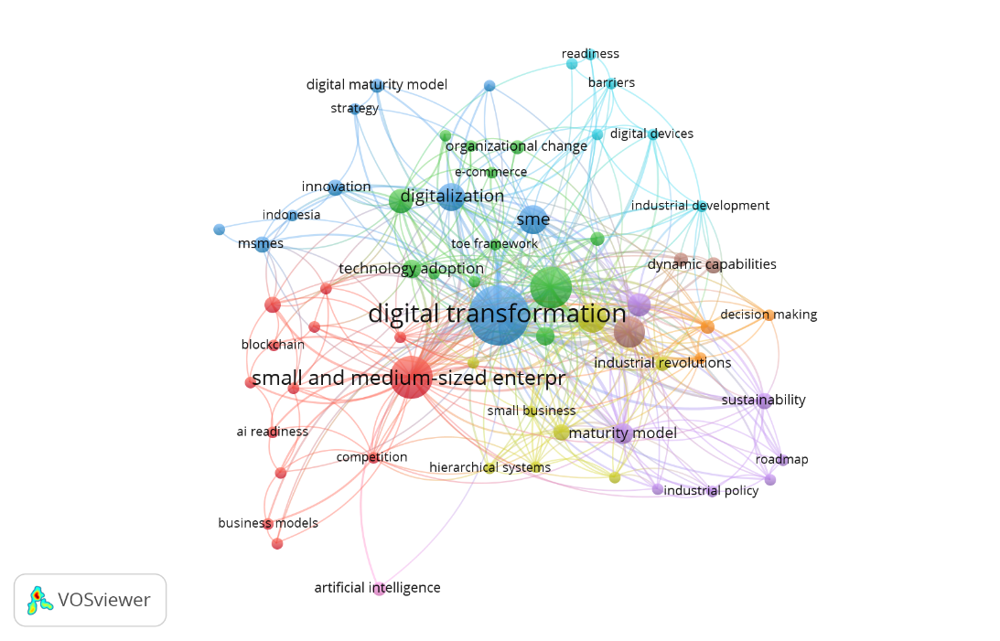 readiness
barriers
digital maturity model
strategy
digital devices
organizational change
e-commerce
innovation
digitalization
industrial development
indonesia
sme
msmes
toe framework
technology adoption
dynamic capabilities
digital transformation
decision making
blockchain
industrial revolutions
small and medium-sized enterpr
sustainability
small business
ai readiness
maturity model
competition
roadmap
hierarchical systems
industrial policy
business models
artificial intelligence
VOSviewer